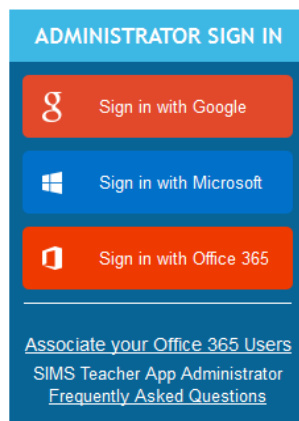 ADMINISTRATOR SIGN IN
g Sign in with Google
Sign in with Microsoft
Sign in with Office 365
Associate your Office 365 Users
SIMS Teacher App Administrator
Frequently Asked Questions